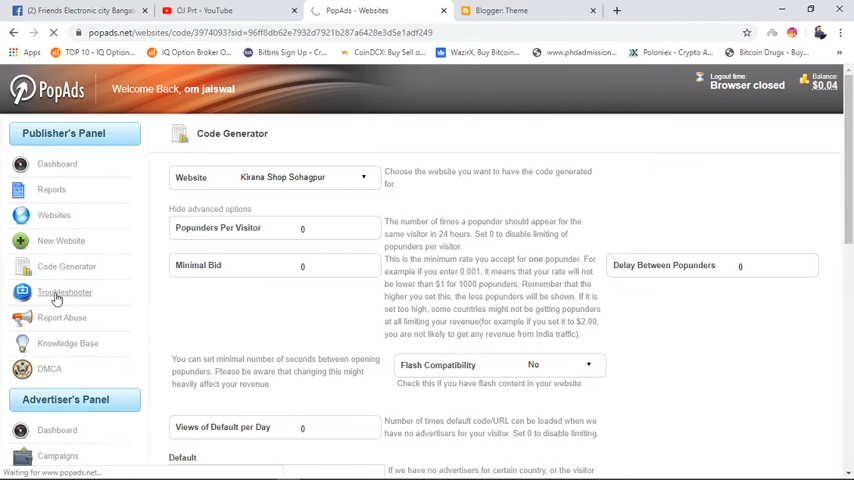 (2) Friends Electronic city Banga
OJ Prt - YouTube
PopAds - Websites
Blogger: Theme
popads.net/websites/code/3974093?sid=96ff8db62e7932d7921b287a6428e3d5e1adf249
Apps
TOP 10 - IQ Option...
IQ Option Broker O...
Bitbns Sign Up - Cr...
CoinDCX: Buy Sel o...
WazirX, Buy Bitcoin...
www.phdadmission...
Poloniex - Crypto A...
Bitcoin Drugs - Buy...
PopAds
Welcome Back, om jaiswal
Logout time:
Browser closed
Balance:
$0.04
Publisher's Panel
Dashboard
Reports
Websites
New Website
Code Generator
Troubleshooter
Report Abuse
Knowledge Base
DMCA
Advertiser's Panel
Dashboard
Campaigns
Waiting for www.popads.net...
Code Generator
Website Kirana Shop Sohagpur
Choose the website you want to have the code generated
for.
Hide advanced options
Popunders Per Visitor 0
The number of times a popunder should appear for the
same visitor in 24 hours. Set 0 to disable limiting of
popunders per visitor.
Minimal Bid 0
This is the minimum rate you accept for one popunder. For
example if you enter 0.001, it means that your rate will not
be lower than $1 for 1000 popunders. Remember that the
higher you set this, the less popunders will be shown. If it is
set too high, some countries might not be getting popunders
at all limiting your revenue(for example if you set it to $2.00,
you are not likely to get any revenue from India traffic).
Delay Between Popunders 0
You can set minimal number of seconds between opening
popunders. Please be aware that changing this might
heavily affect your revenue.
Flash Compatibility No
Check this if you have flash content in your website.
Views of Default per Day 0
Number of times default code/URL can be loaded when we
have no advertisers for your visitor. Set 0 to disable limiting.
Default
If we have no advertisers for certain country, or the visitor